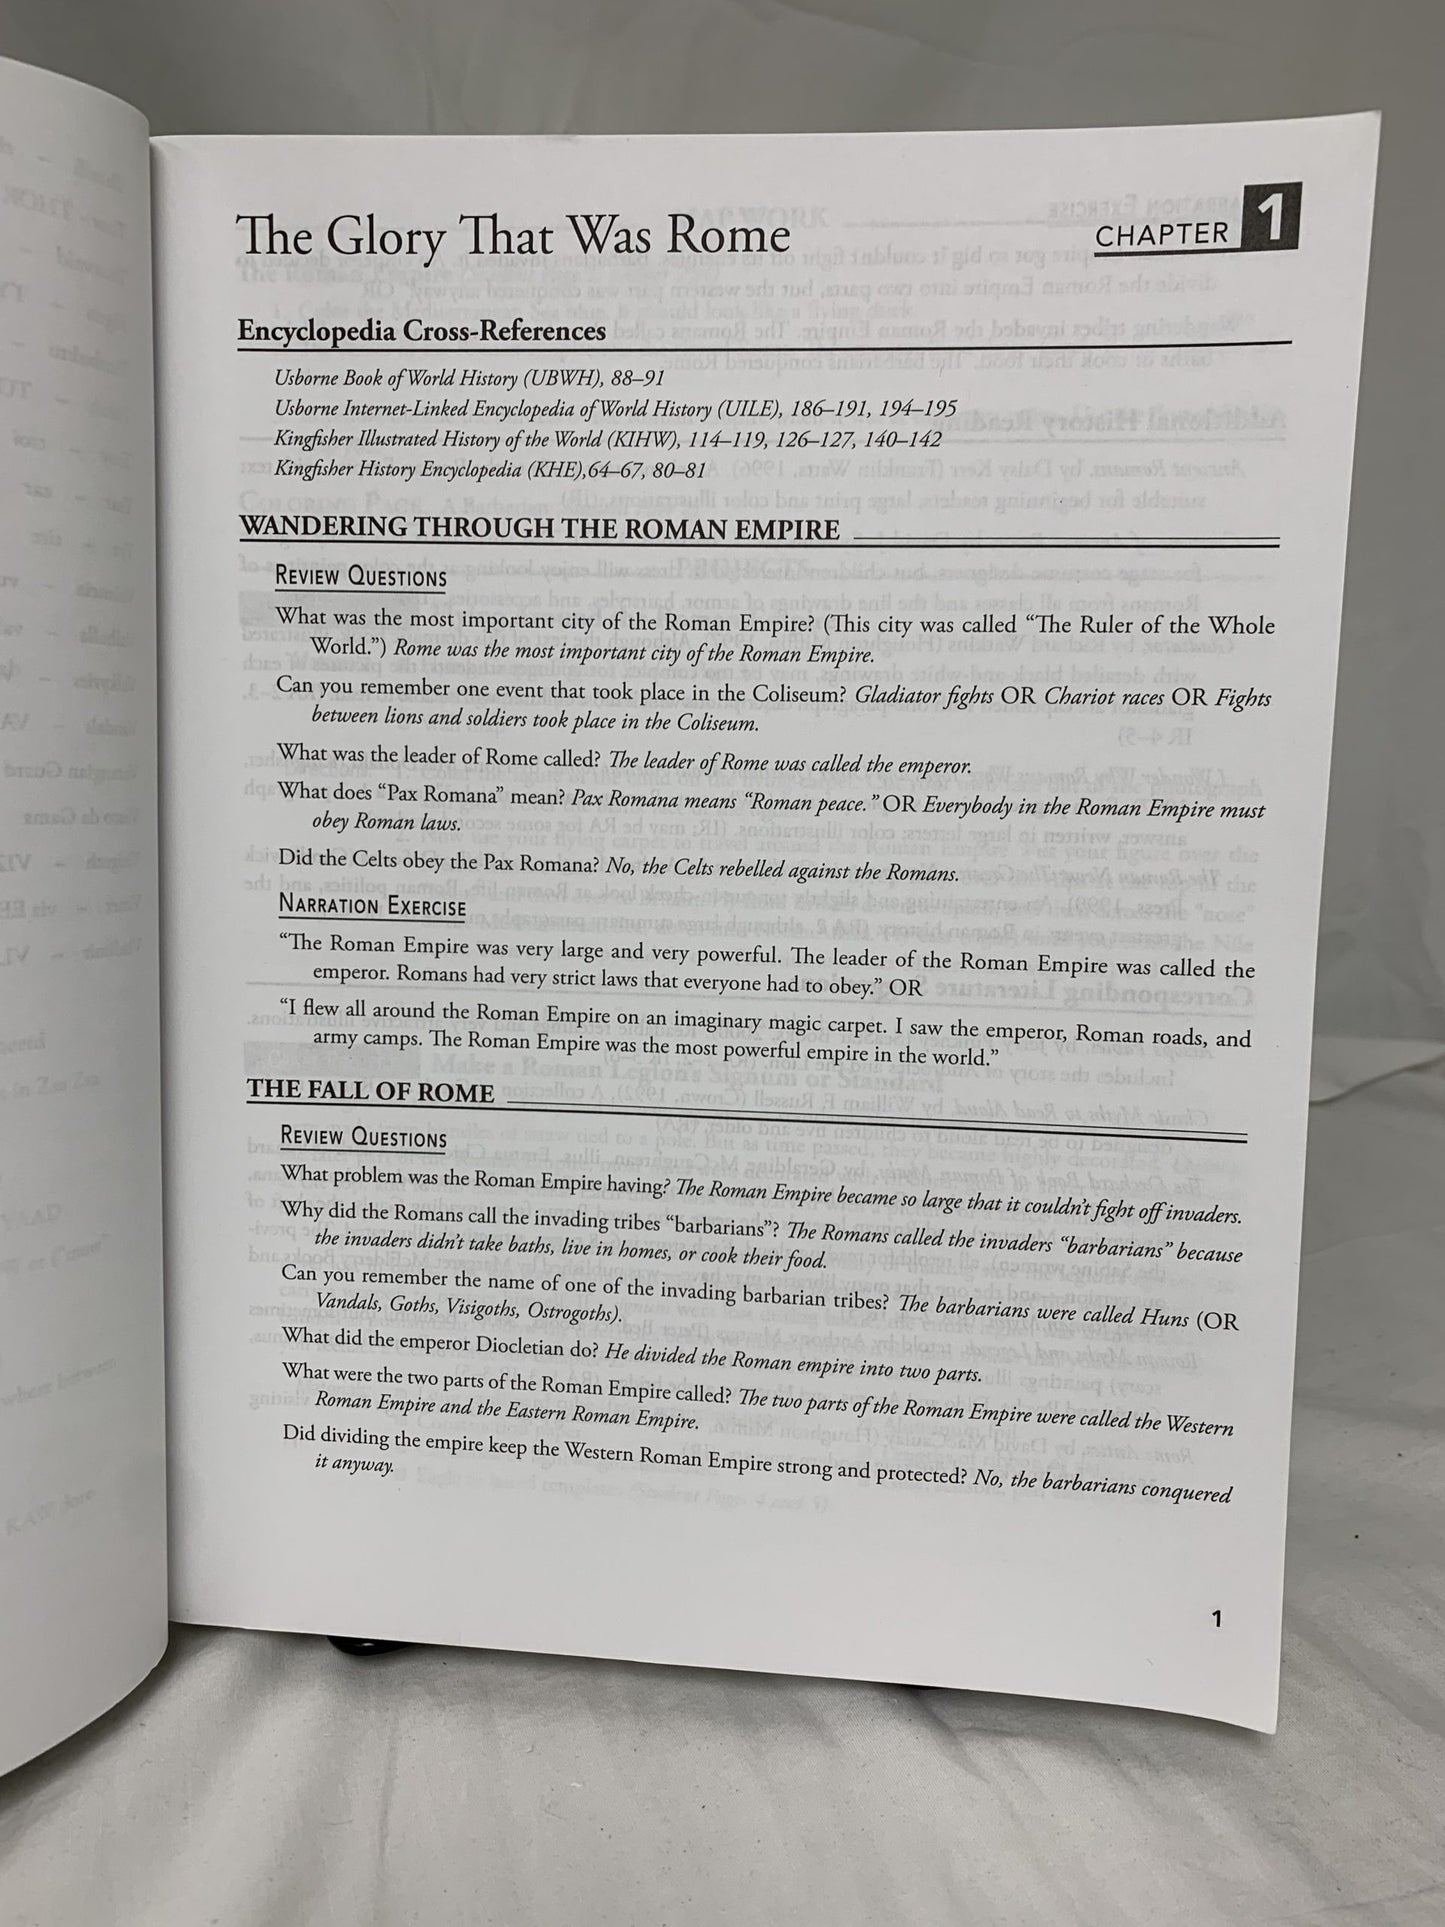 The Glory That Was Rome
CHAPTER 1
Encyclopedia Cross-References
Usborne Book of World History (UBWH), 88–91
Usborne Internet-Linked Encyclopedia of World History (UILE), 186–191, 194–195
Kingfisher Illustrated History of the World (KIHW), 114–119, 126–127, 140–142
Kingfisher History Encyclopedia (KHE),64–67, 80–81
WANDERING THROUGH THE ROMAN EMPIRE
REVIEW QUESTIONS
What was the most important city of the Roman Empire? (This city was called “The Ruler of the Whole
World.”) Rome was the most important city of the Roman Empire.
Can you remember one event that took place in the Coliseum? Gladiator fights OR Chariot races OR Fights
between lions and soldiers took place in the Coliseum.
What was the leader of Rome called? The leader of Rome was called the emperor.
What does “Pax Romana” mean? Pax Romana means “Roman peace.” OR Everybody in the Roman Empire must
obey Roman laws.
Did the Celts obey the Pax Romana? No, the Celts rebelled against the Romans.
NARRATION EXERCISE
“The Roman Empire was very large and very powerful. The leader of the Roman Empire was called the
emperor. Romans had very strict laws that everyone had to obey.” OR
“I flew all around the Roman Empire on an imaginary magic carpet. I saw the emperor, Roman roads, and
army camps. The Roman Empire was the most powerful empire in the world.”
THE FALL OF ROME
REVIEW QUESTIONS
What problem was the Roman Empire having? The Roman Empire became so large that it couldn’t fight off invaders.
Why did the Romans call the invading tribes “barbarians”? The Romans called the invaders “barbarians” because
the invaders didn’t take baths, live in homes, or cook their food.
Can you remember the name of one of the invading barbarian tribes? The barbarians were called Huns (OR
Vandals, Goths, Visigoths, Ostrogoths).
What did the emperor Diocletian do? He divided the Roman empire into two parts.
What were the two parts of the Roman Empire called? The two parts of the Roman Empire were called the Western
Roman Empire and the Eastern Roman Empire.
Did dividing the empire keep the Western Roman Empire strong and protected? No, the barbarians conquered
it anyway.
1